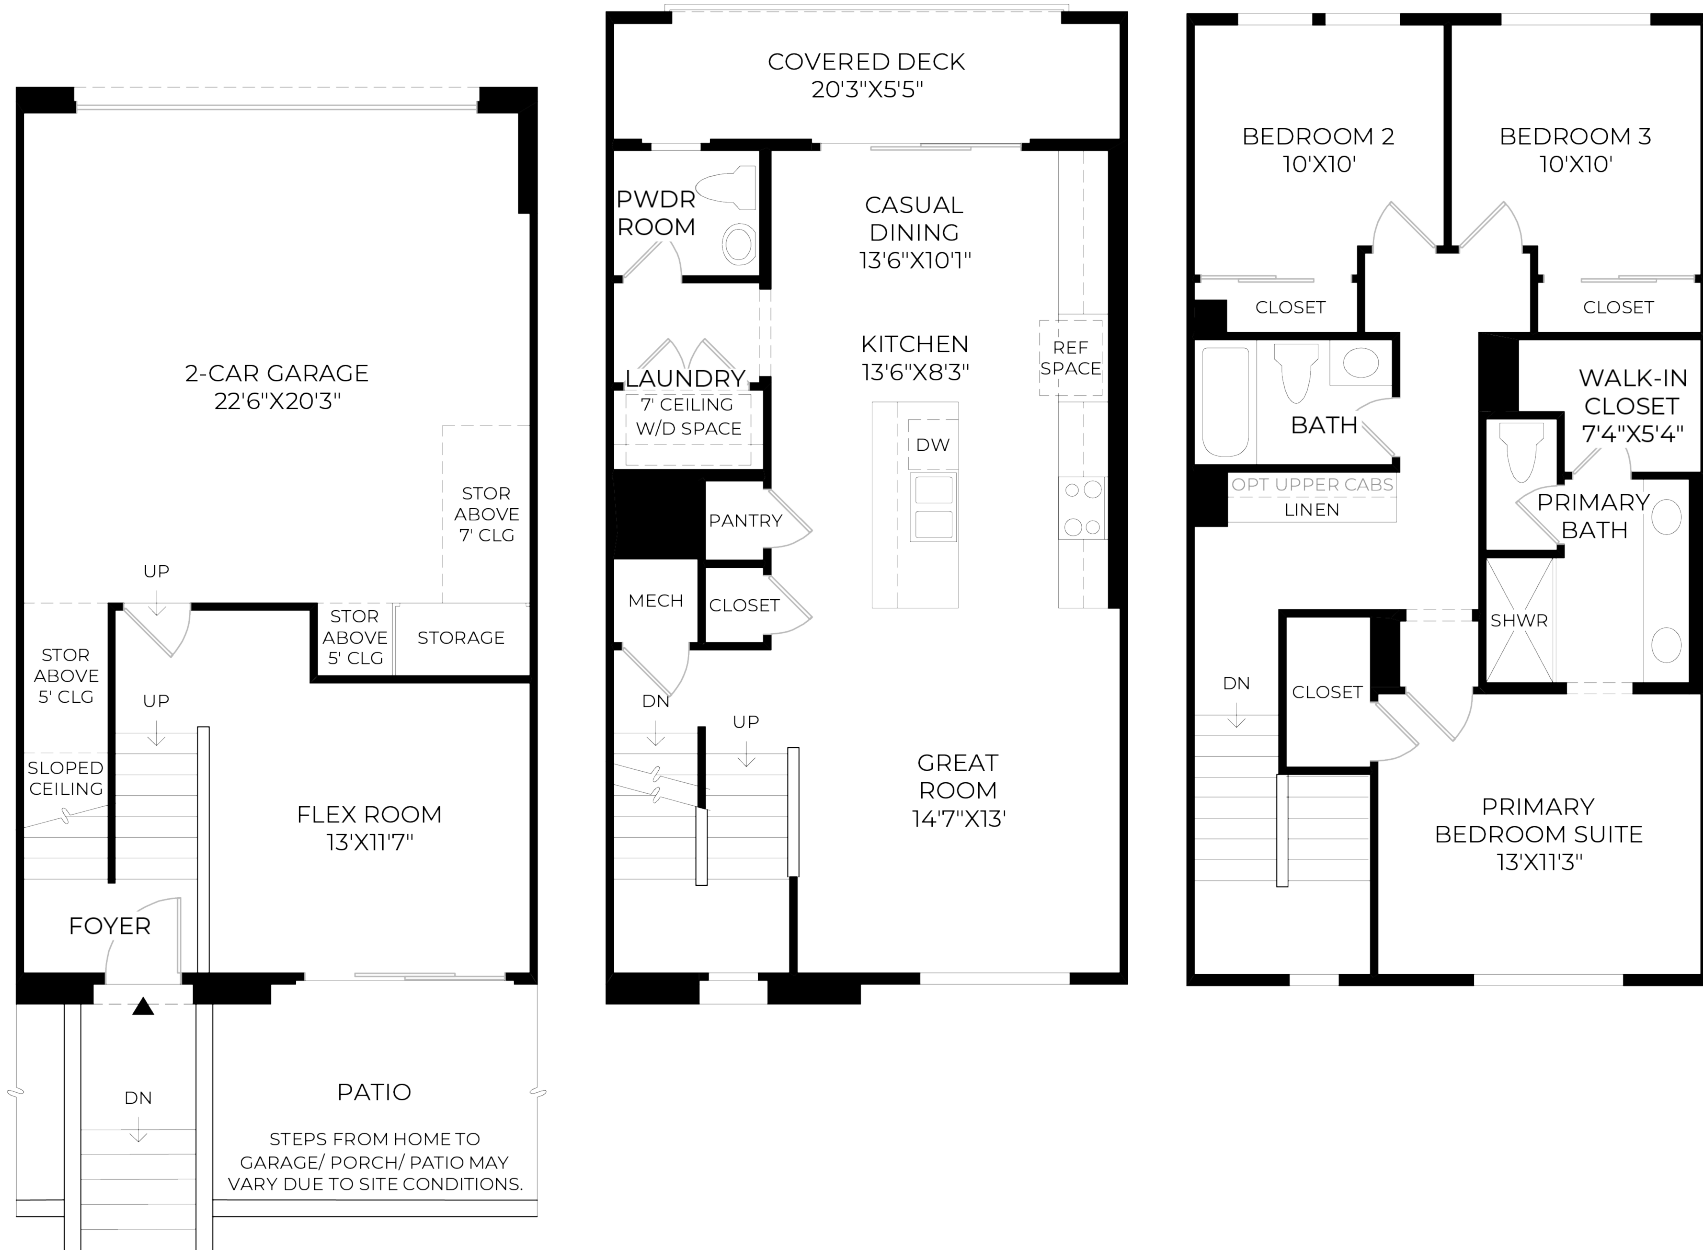 2-CAR GARAGE
22'6"X20'3"
STOR
ABOVE
7' CLG
UP
STOR
ABOVE
5' CLG
STORAGE
STOR
ABOVE
5' CLG
UP
SLOPED
CEILING
FLEX ROOM
13'X11'7"
FOYER
DN
PATIO
STEPS FROM HOME TO
GARAGE/ PORCH/ PATIO MAY
VARY DUE TO SITE CONDITIONS.
COVERED DECK
20'3"X5'5"
PWDR
ROOM
CASUAL
DINING
13'6"X10'1"
KITCHEN
13'6"X8'3"
REF
SPACE
LAUNDRY
7' CEILING
W/D SPACE
DW
PANTRY
MECH
CLOSET
DN
UP
GREAT
ROOM
14'7"X13'
BEDROOM 2
10'X10'
BEDROOM 3
10'X10'
CLOSET
CLOSET
WALK-IN
CLOSET
7'4"X5'4"
BATH
OPT UPPER CABS
LINEN
PRIMARY
BATH
SHWR
DN
CLOSET
PRIMARY
BEDROOM SUITE
13'X11'3"